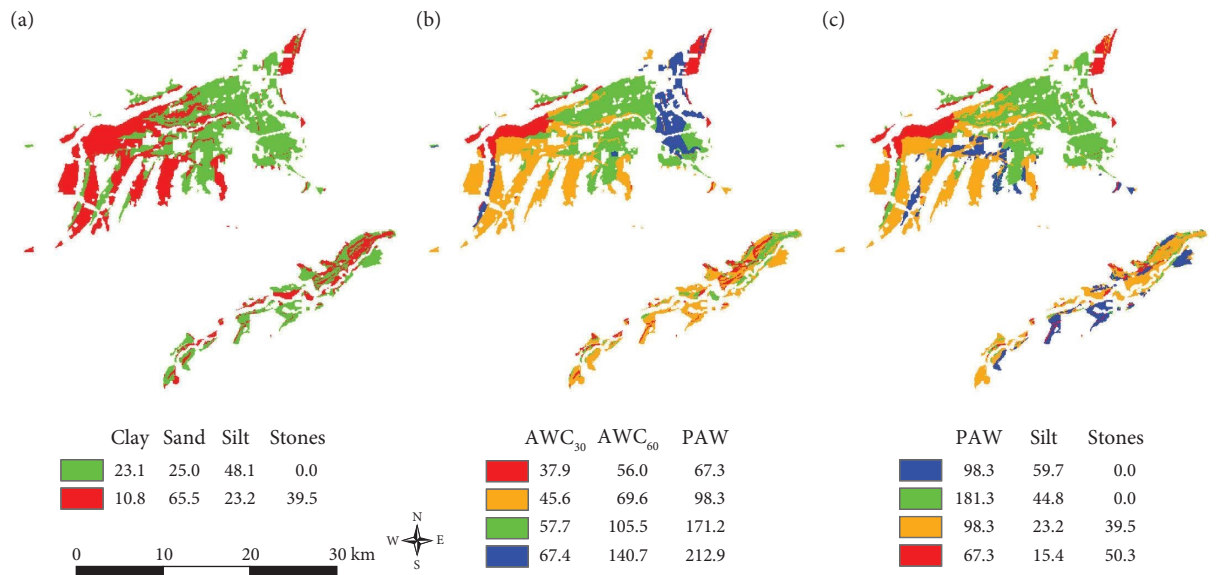 (a)
(b)
(c)
Clay Sand Silt Stones
23.1 25.0 48.1 0.0
10.8 65.5 23.2 39.5
0 10 20 30 km
N
W E
S
AWC30 AWC60 PAW
37.9 56.0 67.3
45.6 69.6 98.3
57.7 105.5 171.2
67.4 140.7 212.9
PAW Silt Stones
98.3 59.7 0.0
181.3 44.8 0.0
98.3 23.2 39.5
67.3 15.4 50.3